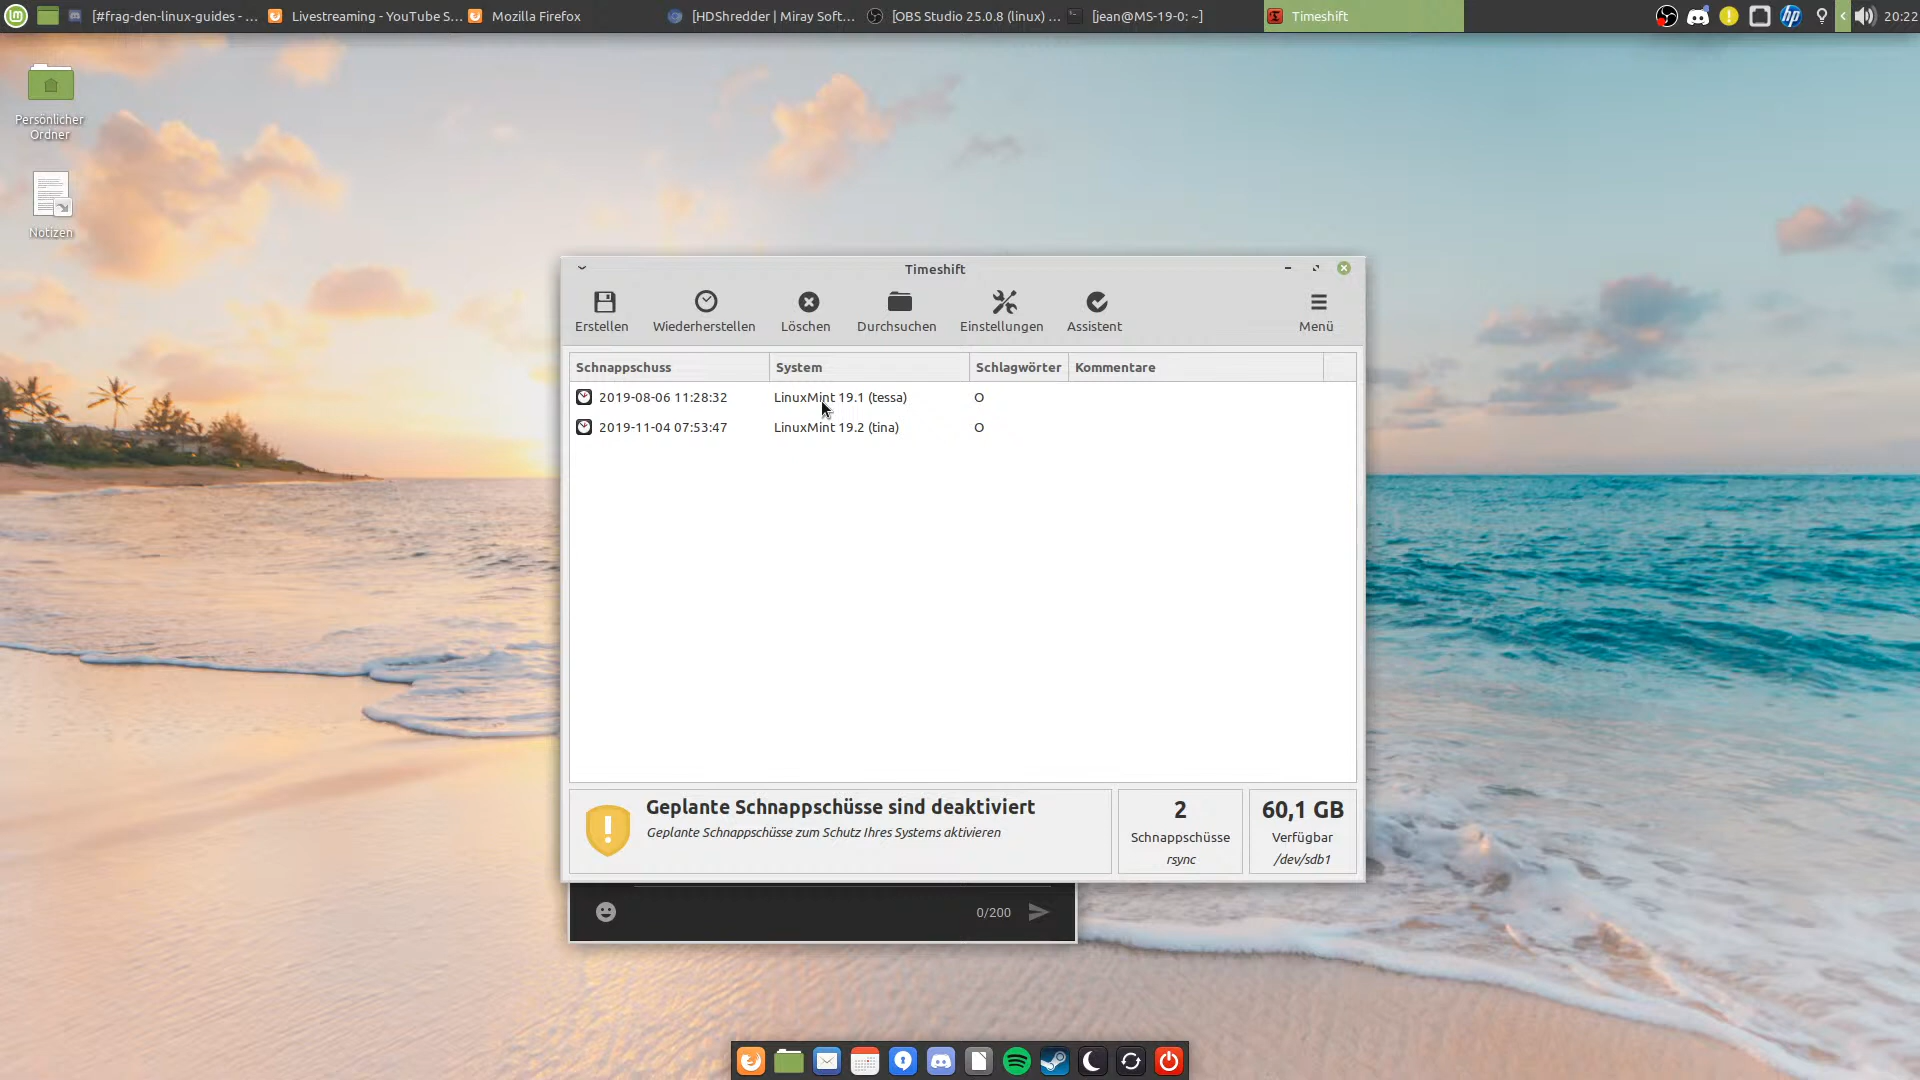 [#frag-den-linux-guides - ...
Livestreaming - YouTube S...
Mozilla Firefox
[HDShredder | Miray Soft...
[OBS Studio 25.0.8 (linux) ...
[jean@MS-19-0: ~]
Timeshift
hp
20:22
Persönlicher
Ordner
Notizen
Timeshift
Erstellen
Wiederherstellen
Löschen
Durchsuchen
Einstellungen
Assistent
Menü
Schnappschuss System Schlagwörter Kommentare
2019-08-06 11:28:32 LinuxMint 19.1 (tessa) O
2019-11-04 07:53:47 LinuxMint 19.2 (tina) O
Geplante Schnappschüsse sind deaktiviert
Geplante Schnappschüsse zum Schutz Ihres Systems aktivieren
2
Schnappschüsse
rsync
60,1 GB
Verfügbar
/dev/sdb1
0/200